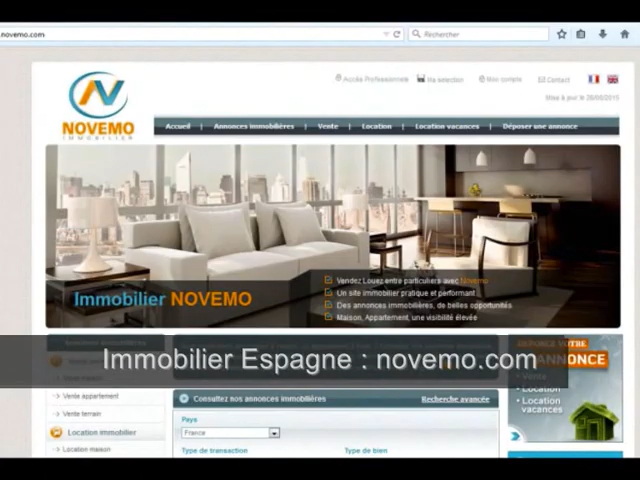 novemo.com
Rechercher
Accès Professionnels
Ma selection
Mon compte
Contact
Mise à jour le 26/06/2015
NOVEMO
IMMOBILIER
Accueil | Annonces immobilières | Vente | Location | Location vacances | Déposer une annonce
Immobilier NOVEMO
Vendez Louez entre particuliers avec Novemo
Un site immobilier pratique et performant
Des annonces immobilières, de belles opportunités
Maison, Appartement, une visibilité élevée
Immobilier Espagne : novemo.com
VOTRE
ANNONCE
Vente
Location
Location
vacances
Vente appartement
Vente terrain
Location immobilier
Location maison
Consultez nos annonces immobilières
Recherche avancée
Pays
France
Type de transaction
Type de bien